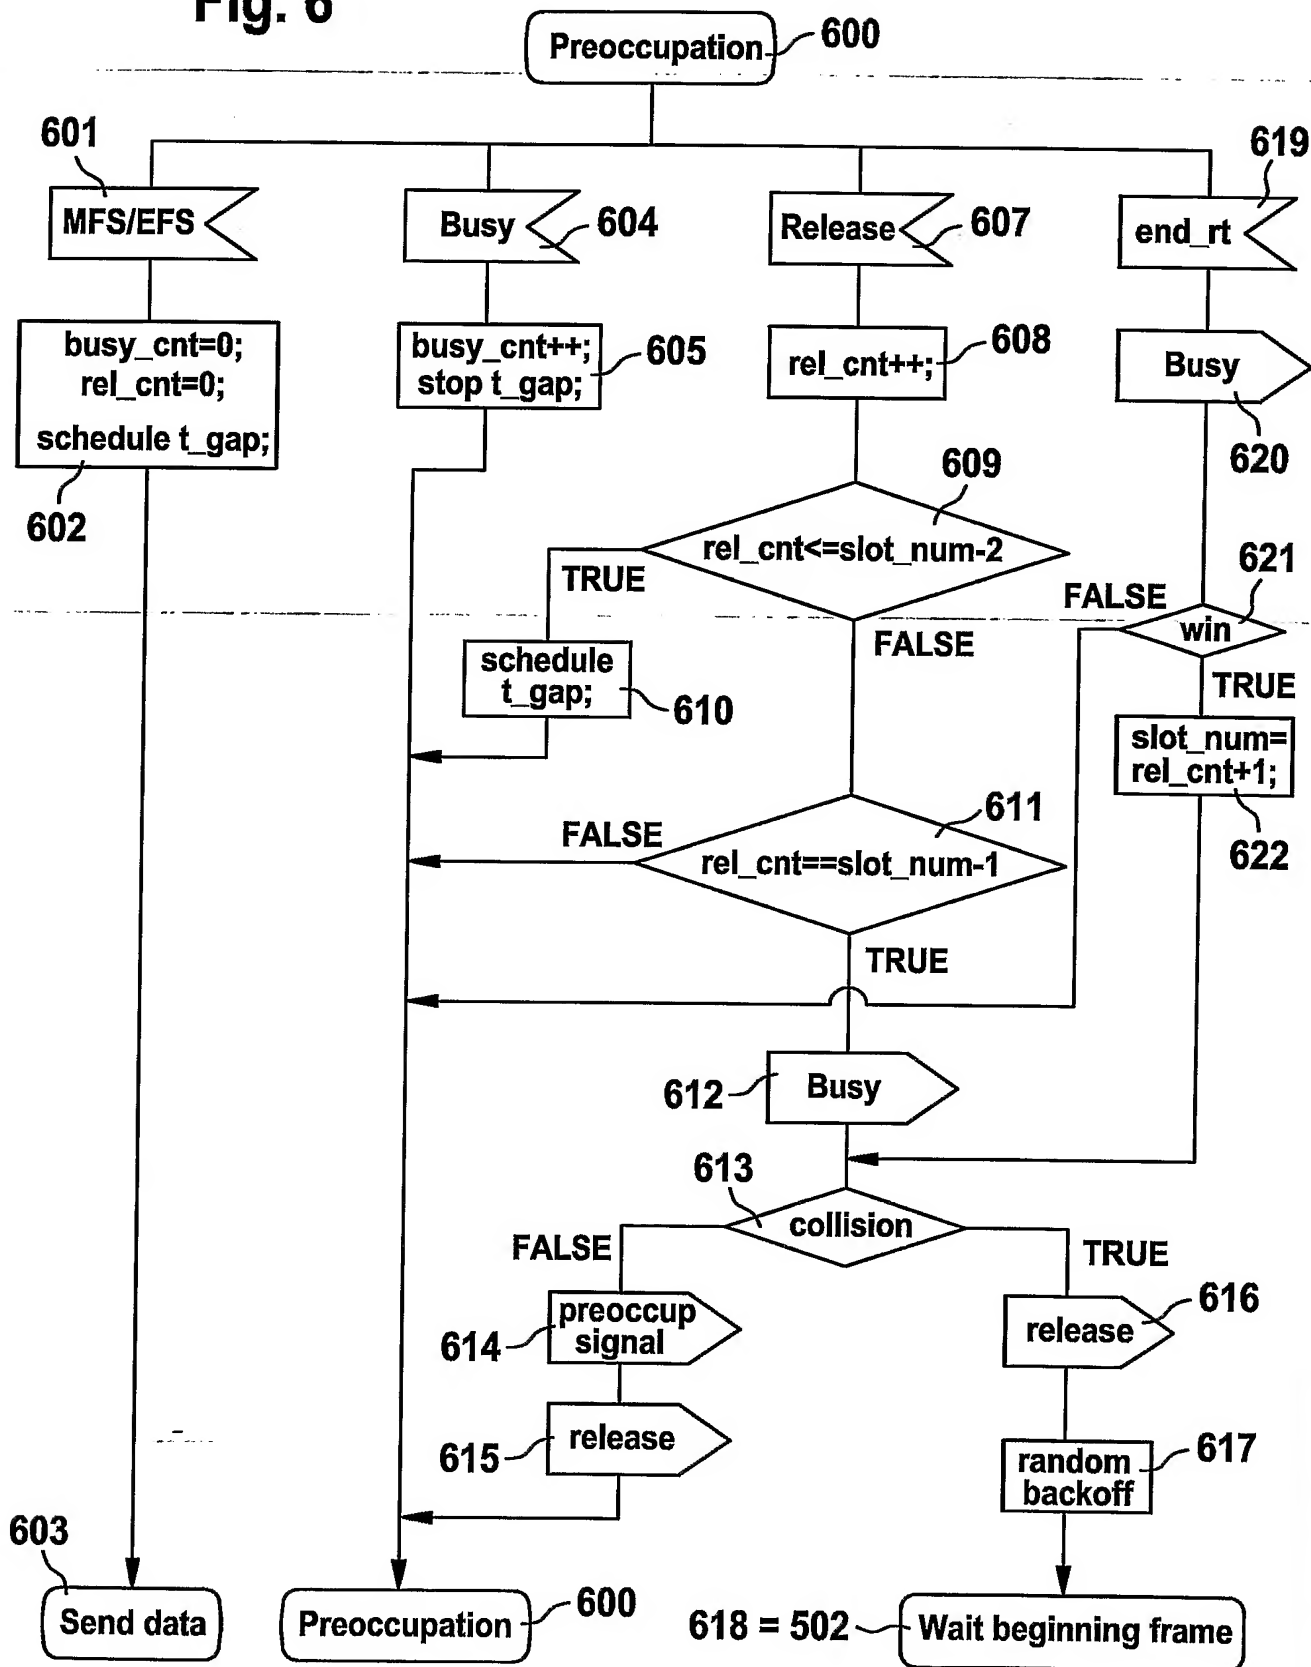 Fig. 6
Preoccupation
600
601
MFS/EFS
Busy
604
Release
607
619
end_rt
busy_cnt=0;
rel_cnt=0;
schedule t_gap;
602
busy_cnt++;
stop t_gap;
605
rel_cnt++;
608
Busy
620
609
rel_cnt<=slot_num-2
TRUE
FALSE
schedule
t_gap;
610
621
FALSE
win
TRUE
slot_num=
rel_cnt+1;
622
611
FALSE
rel_cnt==slot_num-1
TRUE
612
Busy
613
collision
FALSE
TRUE
614
preoccup
signal
616
release
615
release
617
random
backoff
603
Send data
Preoccupation
600
618 = 502
Wait beginning frame